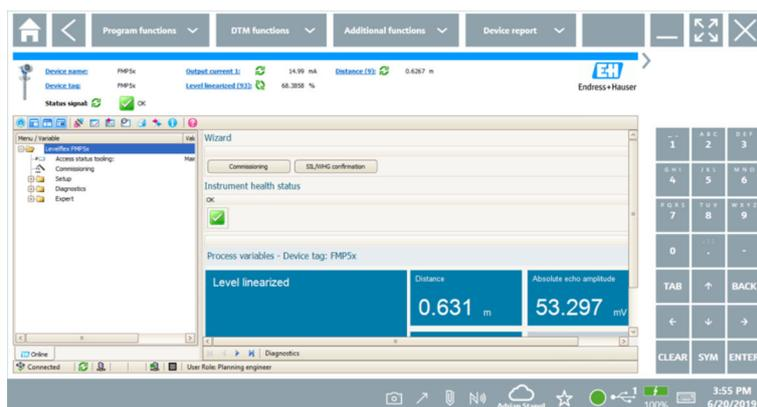 Program functions
DTM functions
Additional functions
Device report
Device name: FMP5x Output current 1: 14.99 mA Distance (9): 0.6267 m
Device tag: FMP5x Level linearized (93): 68.3858 %
Status signal: OK
Endress+Hauser
Menu / Variable Val
Levelflex FMP5x
Access status tooling: Mai
Commissioning
Setup
Diagnostics
Expert
Wizard
Commissioning SIL/WHG confirmation
Instrument health status
OK
Process variables - Device tag: FMP5x
Level linearized
Distance
0.631 m
Absolute echo amplitude
53.297 mV
Diagnostics
Online
Connected User Role: Planning engineer
1 ABC 2 DEF 3
GHI 4 JKL 5 MNO 6
PQRS 7 TUV 8 WXYZ 9
0 . -
TAB BACK
CLEAR SYM ENTER
1
100%
3:55 PM
6/20/2019